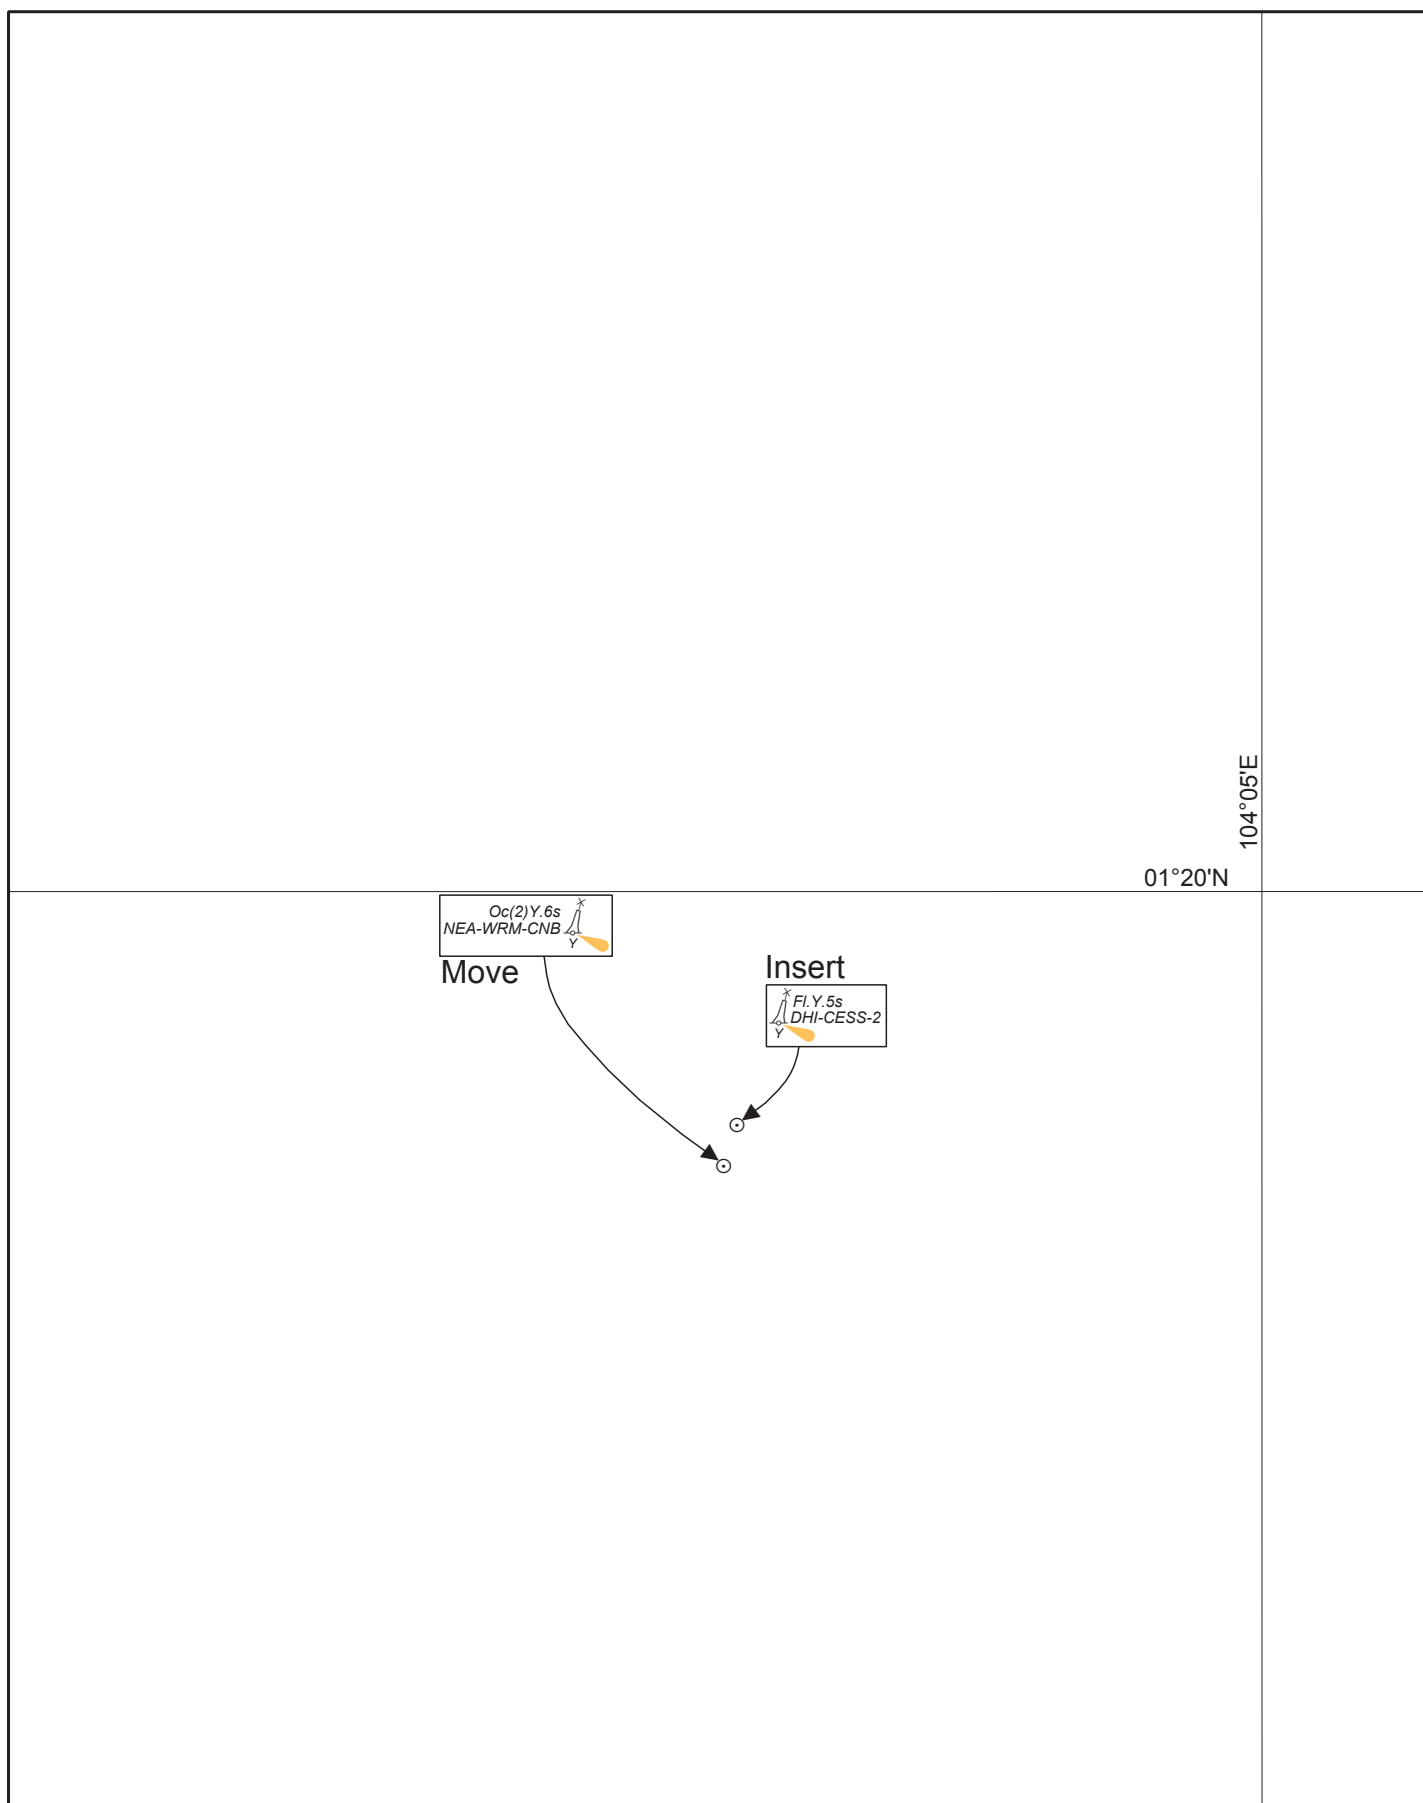 104°05'E
01°20'N
Oc(2)Y.6s
NEA-WRM-CNB
Y
Move
Insert
Fl.Y.5s
DHI-CESS-2
Y